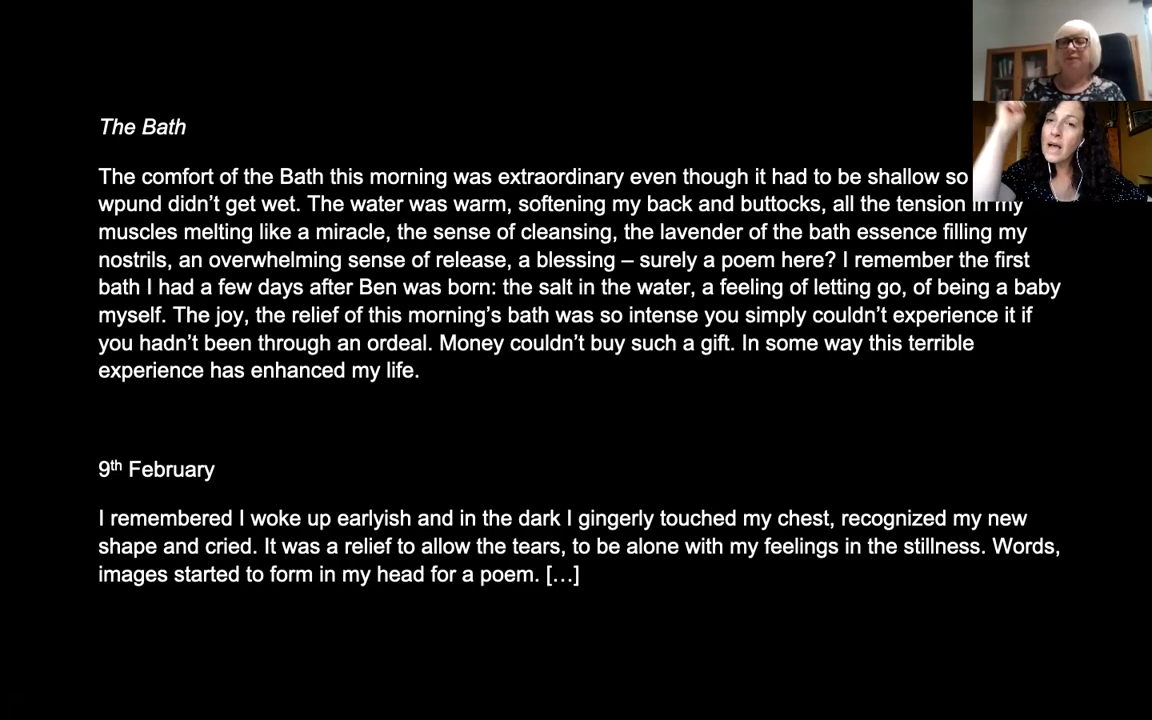 The Bath
The comfort of the Bath this morning was extraordinary even though it had to be shallow so
wpund didn’t get wet. The water was warm, softening my back and buttocks, all the tension in my
muscles melting like a miracle, the sense of cleansing, the lavender of the bath essence filling my
nostrils, an overwhelming sense of release, a blessing – surely a poem here? I remember the first
bath I had a few days after Ben was born: the salt in the water, a feeling of letting go, of being a baby
myself. The joy, the relief of this morning’s bath was so intense you simply couldn’t experience it if
you hadn’t been through an ordeal. Money couldn’t buy such a gift. In some way this terrible
experience has enhanced my life.
9th February
I remembered I woke up earlyish and in the dark I gingerly touched my chest, recognized my new
shape and cried. It was a relief to allow the tears, to be alone with my feelings in the stillness. Words,
images started to form in my head for a poem. […]